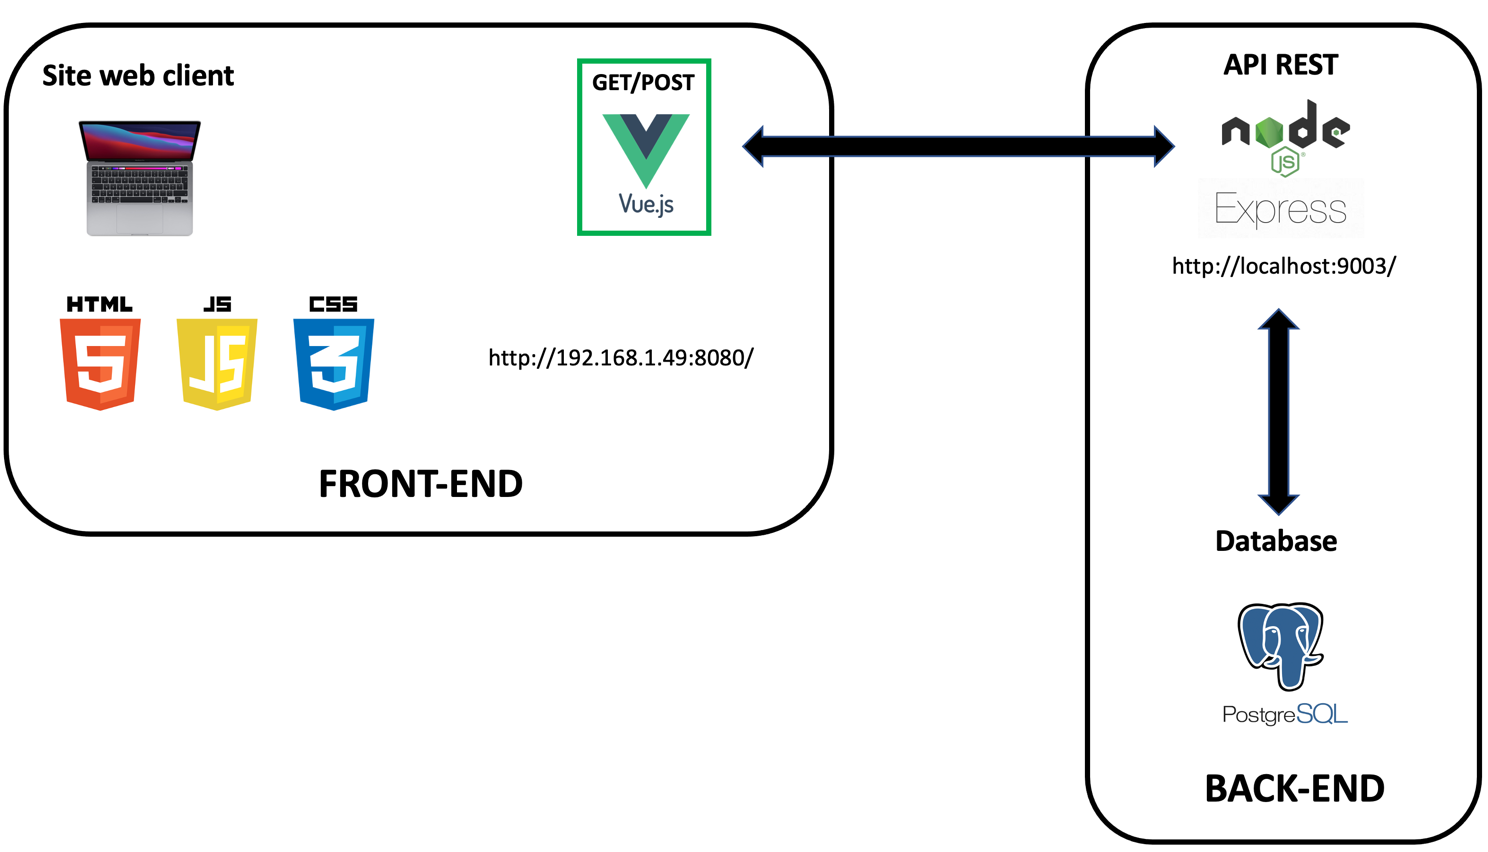 Site web client
GET/POST
Vue.js
HTML
5
JS
JS
CSS
3
http://192.168.1.49:8080/
FRONT-END
API REST
node
JS
Express
http://localhost:9003/
Database
PostgreSQL
BACK-END